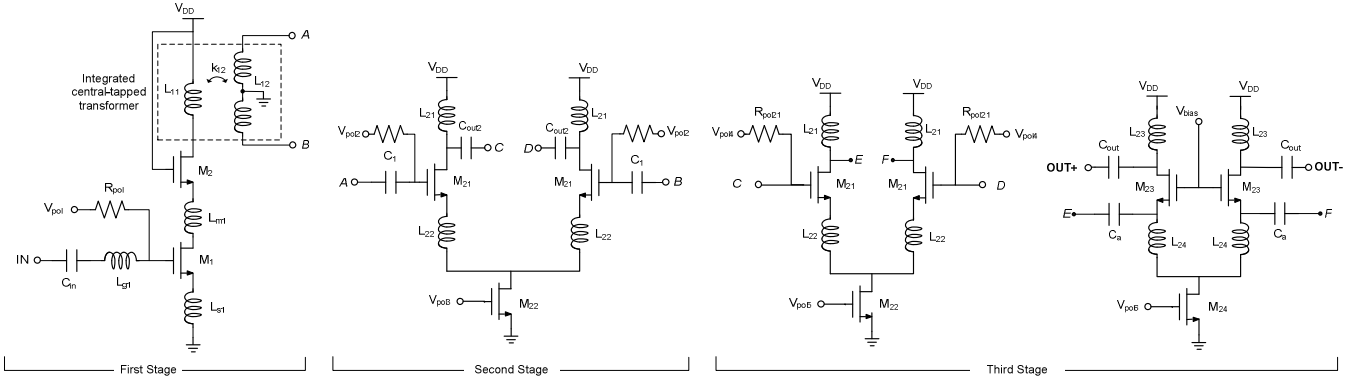 VDD
A
Integrated
central-tapped
transformer
L11
k12
L12
B
M2
Rpol
Vpol
Lm1
IN
Cin
Lg1
M1
Ls1
First Stage
VDD
VDD
L21
L21
Vpol2
Cout2
C
D
Cout2
Vpol2
C1
C1
A
M21
M21
B
L22
L22
Vpol3
M22
Second Stage
VDD
VDD
Rpol21
Rpol21
Vpol4
L21
L21
Vpol4
E
F
C
M21
M21
D
L22
L22
Vpol5
M22
VDD
VDD
Vbias
L23
L23
Cout
Cout
OUT+
OUT-
M23
M23
E
F
Ca
Ca
L24
L24
Vpol5
M24
Third Stage